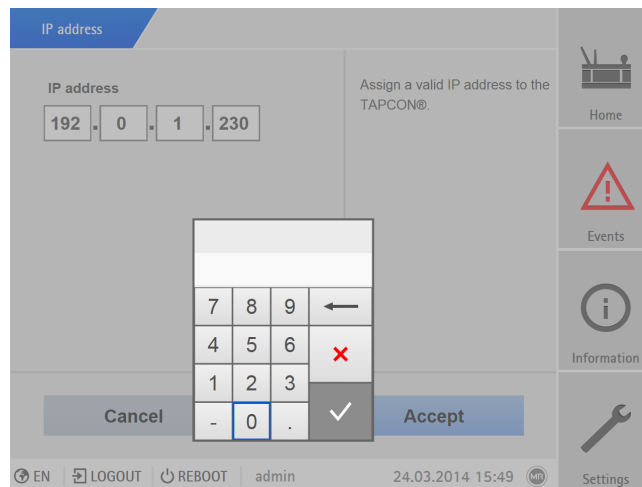 IP address
IP address
192 . 0 . 1 . 230
Assign a valid IP address to the
TAPCON®.
Home
Events
Information
Settings
7 8 9
4 5 6
1 2 3
- 0 .
Cancel
Accept
EN LOGOUT REBOOT admin 24.03.2014 15:49 MR